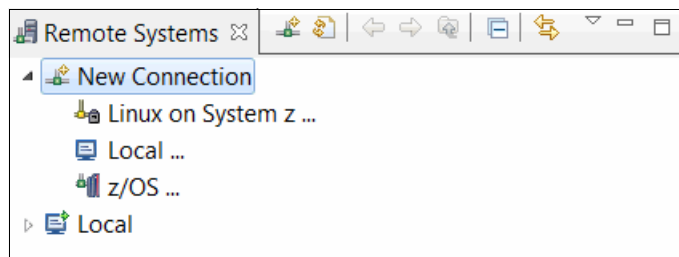 Remote Systems
New Connection
Linux on System z ...
Local ...
z/OS ...
Local